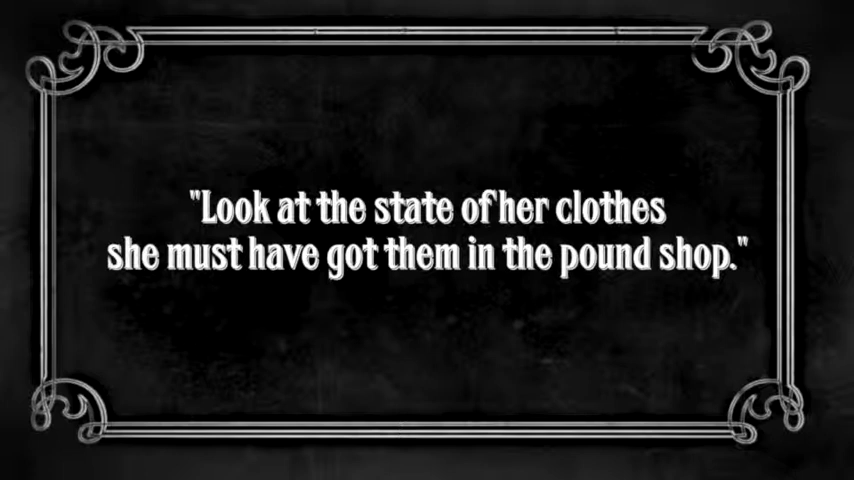 "Look at the state of her clothes
she must have got them in the pound shop."